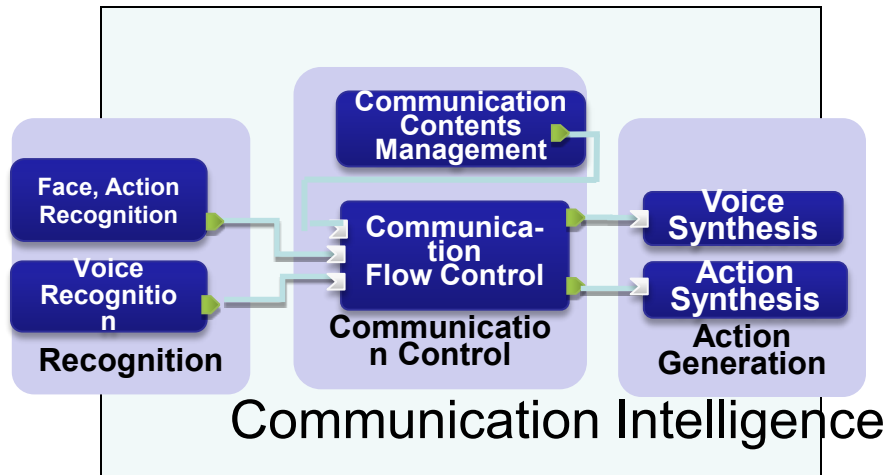 Communication
Contents
Management
Face, Action
Recognition
Voice
Recognitio
n
Recognition
Communica-
tion
Flow Control
Communicatio
n Control
Voice
Synthesis
Action
Synthesis
Action
Generation
Communication Intelligence